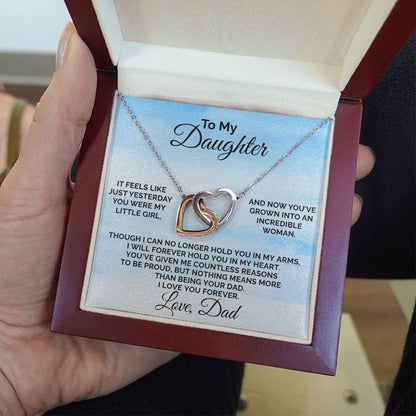 To My
Daughter
IT FEELS LIKE
JUST YESTERDAY
YOU WERE MY
LITTLE GIRL,
AND NOW YOU'VE
GROWN INTO AN
INCREDIBLE
WOMAN.
THOUGH I CAN NO LONGER HOLD YOU IN MY ARMS,
I WILL FOREVER HOLD YOU IN MY HEART.
YOU'VE GIVEN ME COUNTLESS REASONS
TO BE PROUD, BUT NOTHING MEANS MORE
THAN BEING YOUR DAD.
I LOVE YOU FOREVER.
Love, Dad